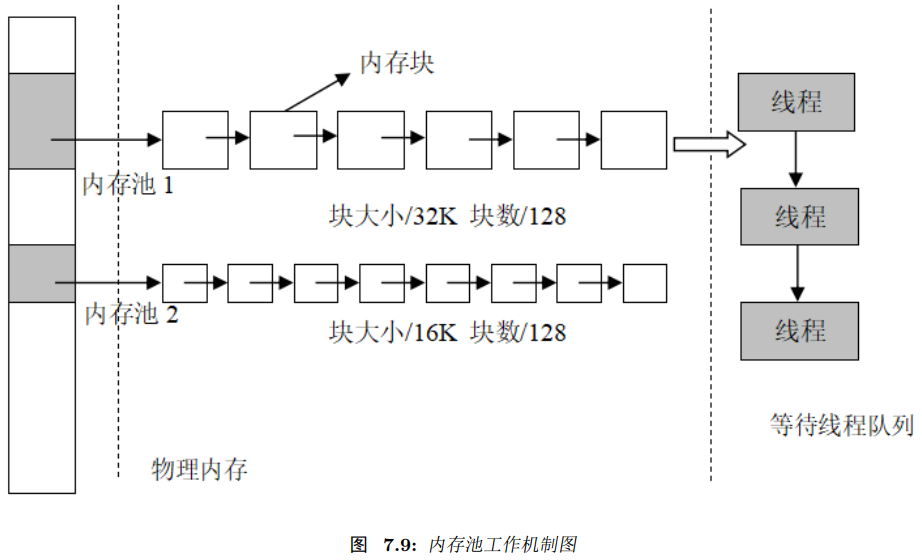 内存块
线程
内存池 1
块大小/32K 块数/128
线程
内存池 2
块大小/16K 块数/128
线程
等待线程队列
物理内存
图 7.9: 内存池工作机制图